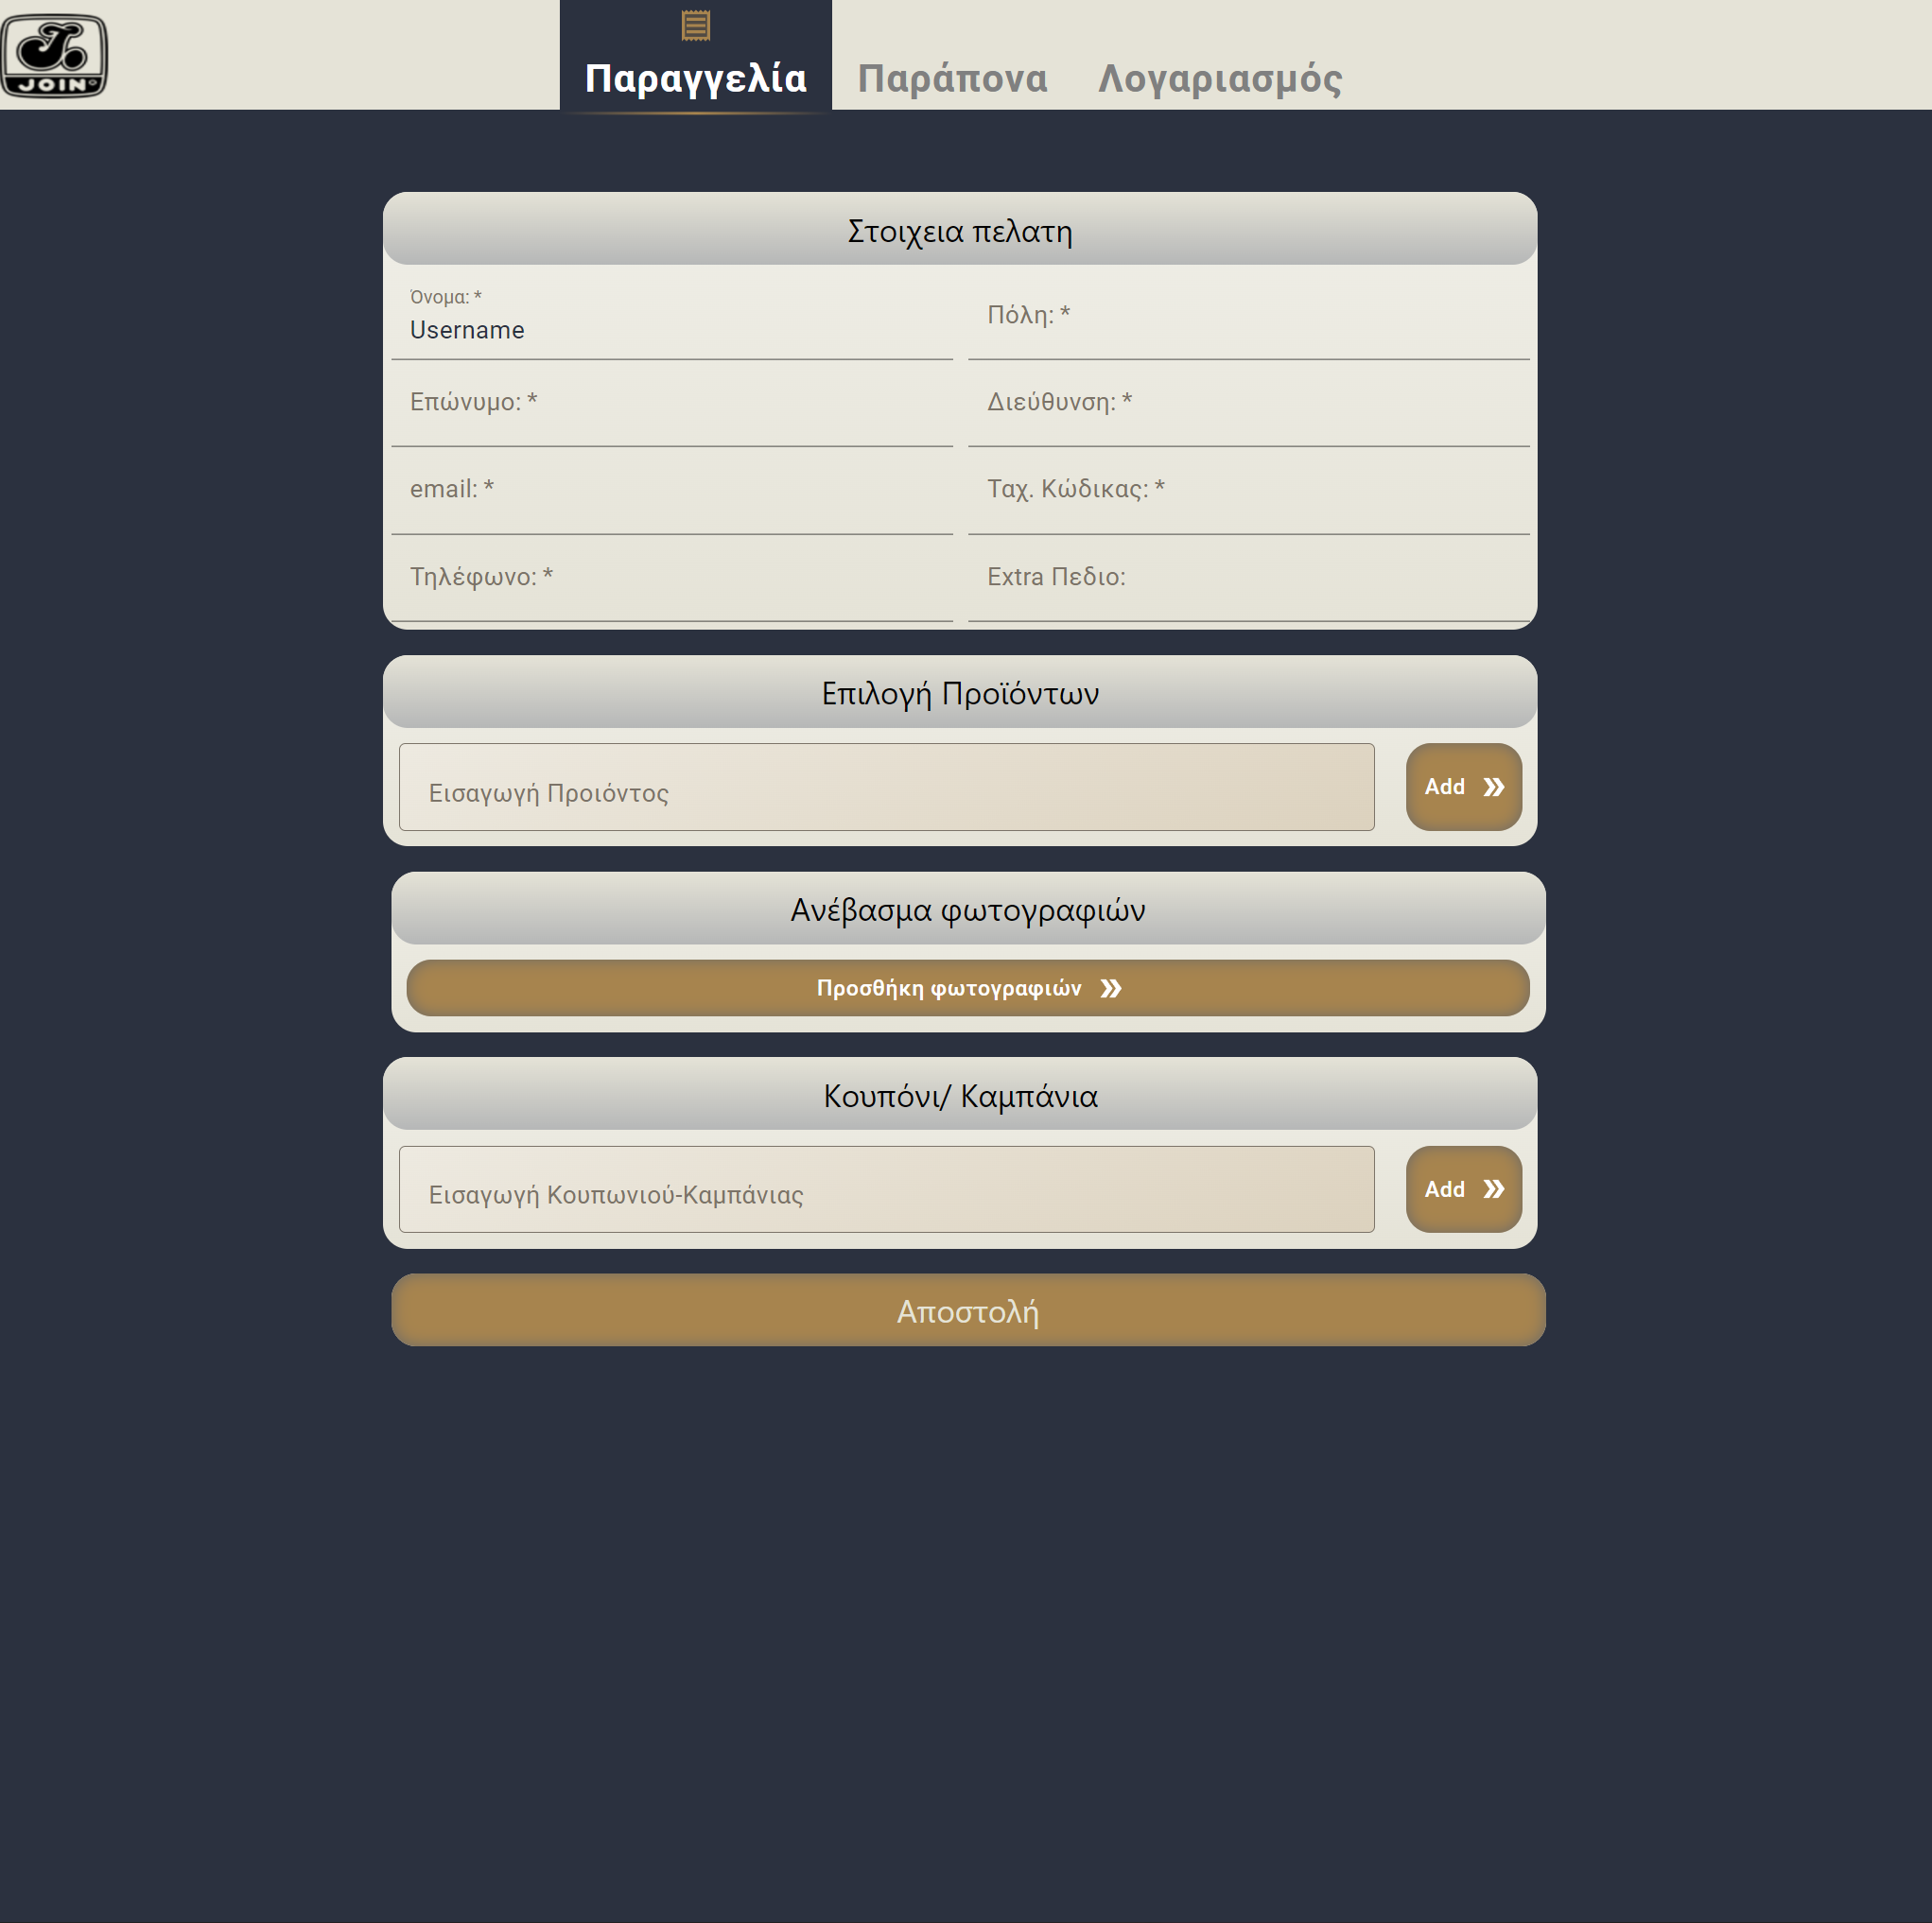 JOIN
Παραγγελία Παράπονα Λογαριασμός
Στοιχεια πελατη
Όνομα: *
Username
Πόλη: *
Επώνυμο: *
Διεύθυνση: *
email: *
Ταχ. Κώδικας: *
Τηλέφωνο: *
Extra Πεδιο:
Επιλογή Προϊόντων
Εισαγωγή Προιόντος
Add
Ανέβασμα φωτογραφιών
Προσθήκη φωτογραφιών
Κουπόνι/ Καμπάνια
Εισαγωγή Κουπωνιού-Καμπάνιας
Add
Αποστολή